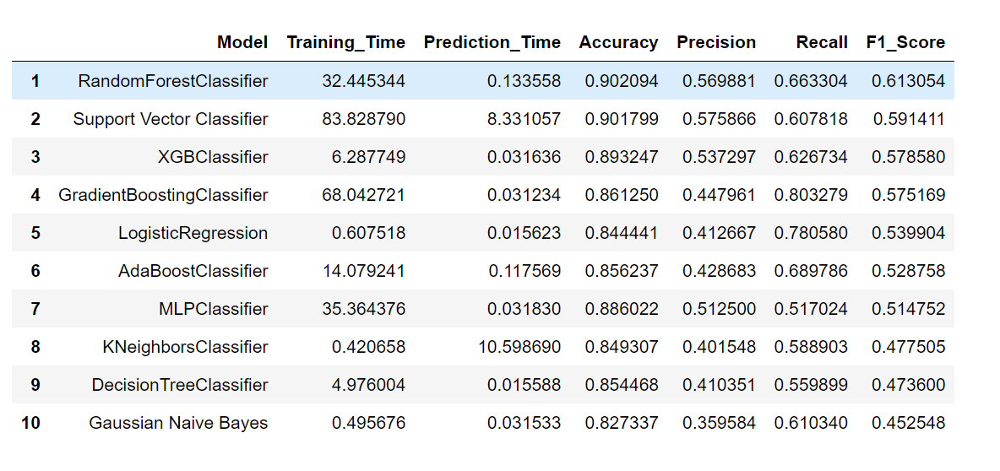 Model Training_Time Prediction_Time Accuracy Precision Recall F1_Score
1 RandomForestClassifier 32.445344 0.133558 0.902094 0.569881 0.663304 0.613054
2 Support Vector Classifier 83.828790 8.331057 0.901799 0.575866 0.607818 0.591411
3 XGBClassifier 6.287749 0.031636 0.893247 0.537297 0.626734 0.578580
4 GradientBoostingClassifier 68.042721 0.031234 0.861250 0.447961 0.803279 0.575169
5 LogisticRegression 0.607518 0.015623 0.844441 0.412667 0.780580 0.539904
6 AdaBoostClassifier 14.079241 0.117569 0.856237 0.428683 0.689786 0.528758
7 MLPClassifier 35.364376 0.031830 0.886022 0.512500 0.517024 0.514752
8 KNeighborsClassifier 0.420658 10.598690 0.849307 0.401548 0.588903 0.477505
9 DecisionTreeClassifier 4.976004 0.015588 0.854468 0.410351 0.559899 0.473600
10 Gaussian Naive Bayes 0.495676 0.031533 0.827337 0.359584 0.610340 0.452548